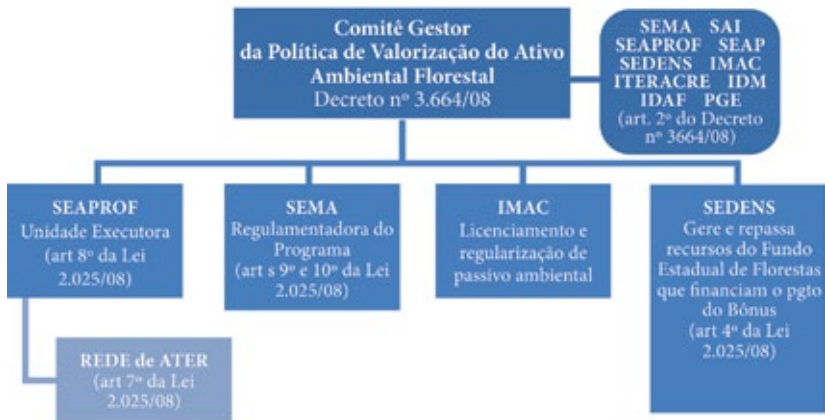 Comitê Gestor
da Política de Valorização do Ativo
Ambiental Florestal
Decreto nº 3.664/08
SEMA SAI
SEAPROF SEAP
SEDENS IMAC
ITERACRE IDM
IDAF PGE
(art. 2º do Decreto
nº 3664/08)
SEAPROF
Unidade Executora
(art 8º da Lei
2.025/08)
SEMA
Regulamentadora do
Programa
(art s 9º e 10º da Lei
2.025/08)
IMAC
Licenciamento e
regularização de
passivo ambiental
SEDENS
Gere e repassa
recursos do Fundo
Estadual de Florestas
que financiam o pgto
do Bônus
(art 4º da Lei
2.025/08)
REDE de ATER
(art 7º da Lei
2.025/08)